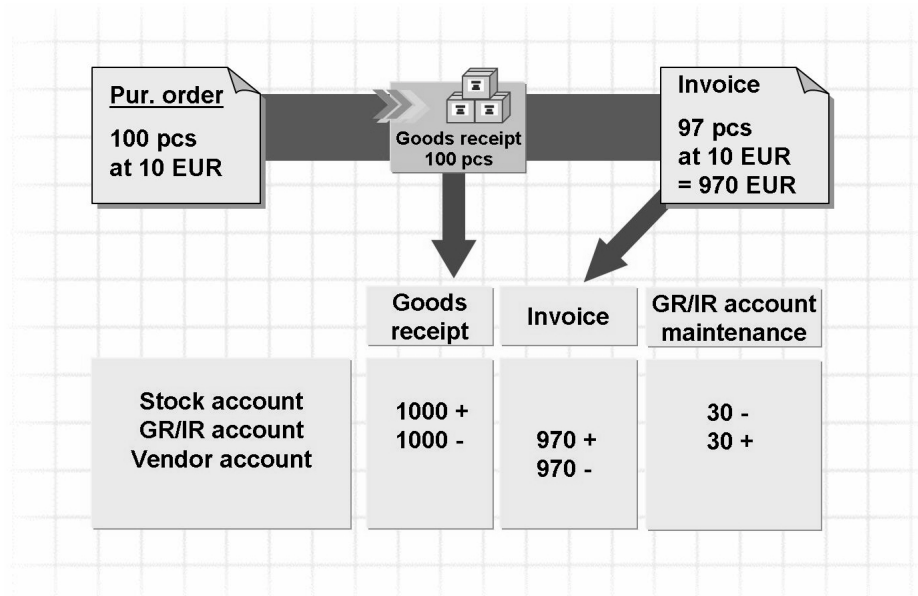 Pur. order
100 pcs
at 10 EUR
Goods receipt
100 pcs
Invoice
97 pcs
at 10 EUR
= 970 EUR
Goods
receipt
Invoice
GR/IR account
maintenance
Stock account
GR/IR account
Vendor account
1000 +
1000 -
970 +
970 -
30 -
30 +